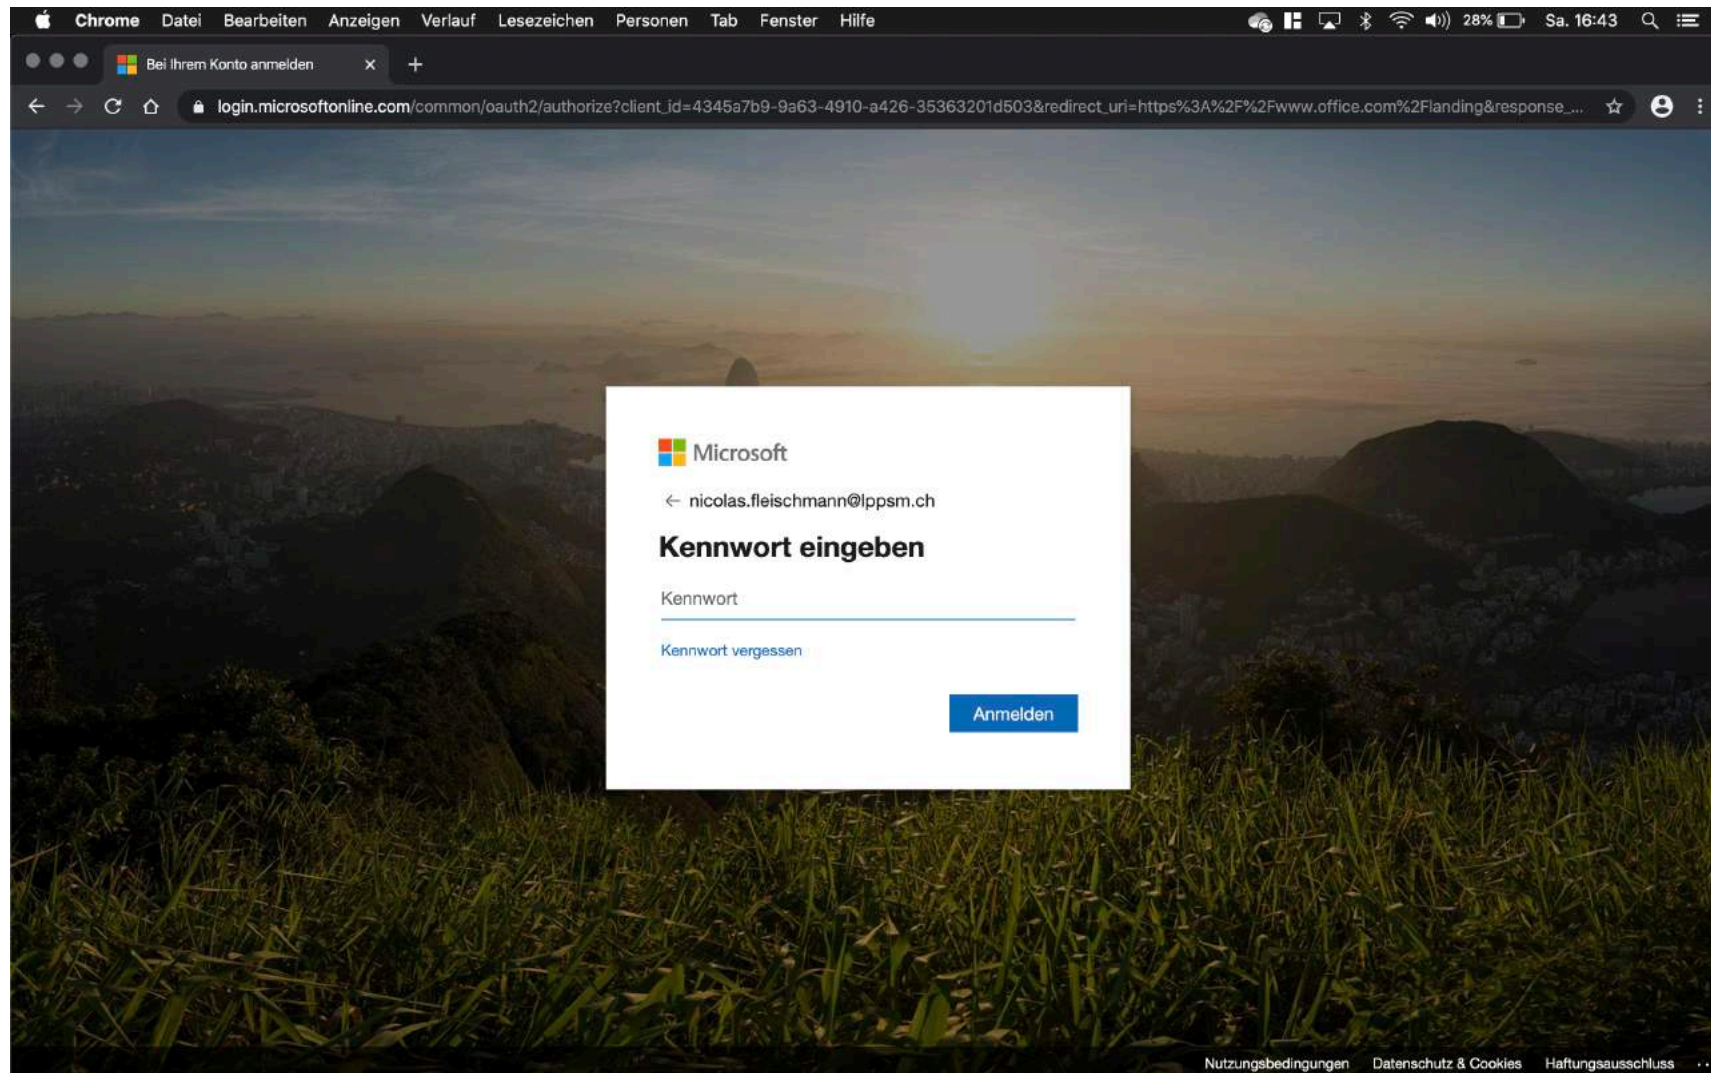 Chrome Datei Bearbeiten Anzeigen Verlauf Lesezeichen Personen Tab Fenster Hilfe 28% Sa. 16:43
Bei Ihrem Konto anmelden
login.microsoftonline.com/common/oauth2/authorize?client_id=4345a7b9-9a63-4910-a426-35363201d503&redirect_uri=https%3A%2F%2Fwww.office.com%2Flanding&response_...
Microsoft
nicolas.fleischmann@lppsm.ch
Kennwort eingeben
Kennwort
Kennwort vergessen
Anmelden
Nutzungsbedingungen Datenschutz & Cookies Haftungsausschluss